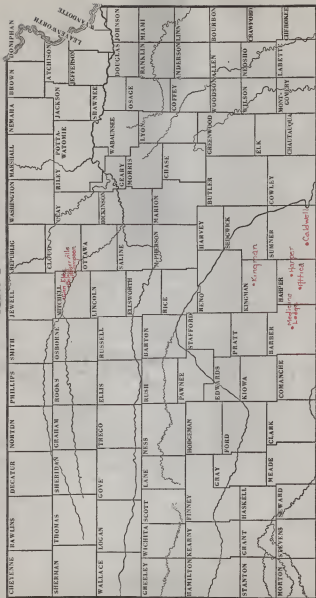 CHEYENNE RAWLINS DECATUR NORTON PHILLIPS SMITH JEWELL REPUBLIC WASHINGTON MARSHALL NEMAHA BROWN DONIPHAN
SHERMAN THOMAS SHERIDAN GRAHAM ROOKS OSBORNE MITCHELL CLOUD CLAY RILEY POTTA-
WATOMIE JACKSON ATCHISON
JEFFERSON LEAVENWORTH
WYANDOTTE
WALLACE LOGAN GOVE TREGO ELLIS RUSSELL LINCOLN OTTAWA
SALINE DICKINSON GEARY WABAUNSEE SHAWNEE DOUGLAS JOHNSON
GREELEY WICHITA SCOTT LANE NESS RUSH BARTON ELLSWORTH
RICE McPHERSON MARION MORRIS
CHASE LYON OSAGE
COFFEY FRANKLIN MIAMI
ANDERSON LINN
HAMILTON KEARNY FINNEY HODGEMAN PAWNEE STAFFORD
EDWARDS
GRAY FORD
RENO HARVEY BUTLER GREENWOOD WOODSON ALLEN BOURBON
STANTON GRANT HASKELL KIOWA PRATT KINGMAN SEDGWICK
Kingman
ELK WILSON NEOSHO CRAWFORD
MORTON STEVENS SEWARD MEADE CLARK COMANCHE BARBER HARPER SUMNER COWLEY CHAUTAUQUA MONT-
GOMERY LABETTE CHEROKEE
Medicine
Lodge
Harper
Attica
Caldwell